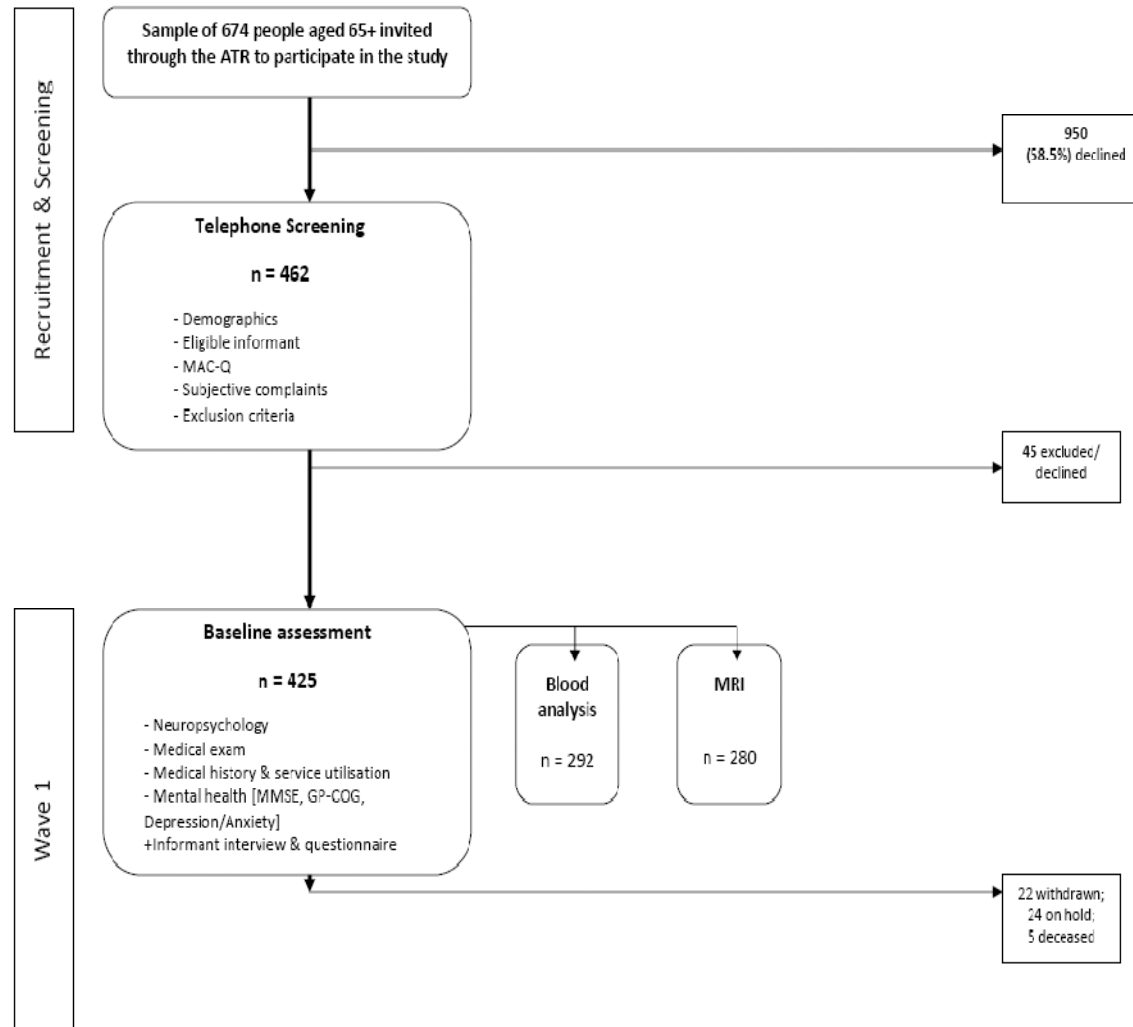 Recruitment & Screening
Sample of 674 people aged 65+ invited
through the ATR to participate in the study
950
(58.5%) declined
Telephone Screening
n = 462
- Demographics
- Eligible informant
- MAC-Q
- Subjective complaints
- Exclusion criteria
45 excluded/
declined
Wave 1
Baseline assessment
n = 425
- Neuropsychology
- Medical exam
- Medical history & service utilisation
- Mental health [MMSE, GP-COG,
Depression/Anxiety]
+Informant interview & questionnaire
Blood
analysis
n = 292
MRI
n = 280
22 withdrawn;
24 on hold;
5 deceased